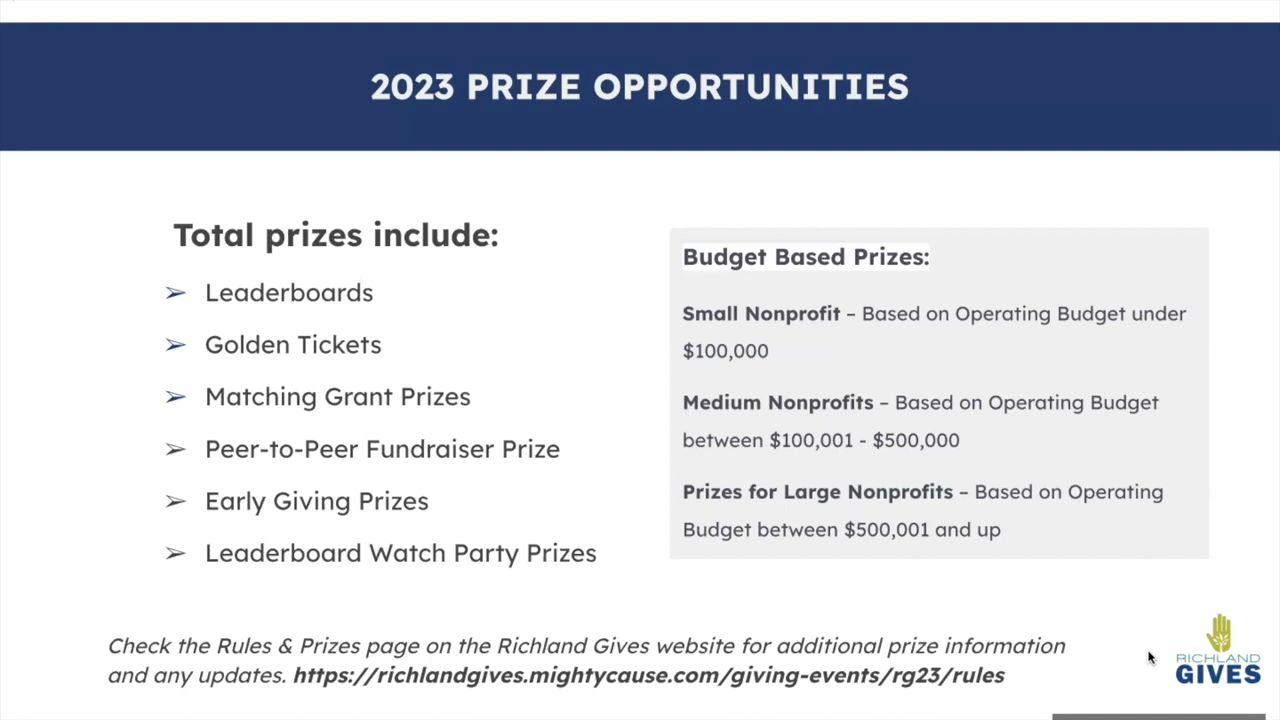 2023 PRIZE OPPORTUNITIES
Total prizes include:
➢ Leaderboards
➢ Golden Tickets
➢ Matching Grant Prizes
➢ Peer-to-Peer Fundraiser Prize
➢ Early Giving Prizes
➢ Leaderboard Watch Party Prizes
Budget Based Prizes:
Small Nonprofit – Based on Operating Budget under
$100,000
Medium Nonprofits – Based on Operating Budget
between $100,001 - $500,000
Prizes for Large Nonprofits – Based on Operating
Budget between $500,001 and up
Check the Rules & Prizes page on the Richland Gives website for additional prize information
and any updates. https://richlandgives.mightycause.com/giving-events/rg23/rules
RICHLAND
GIVES